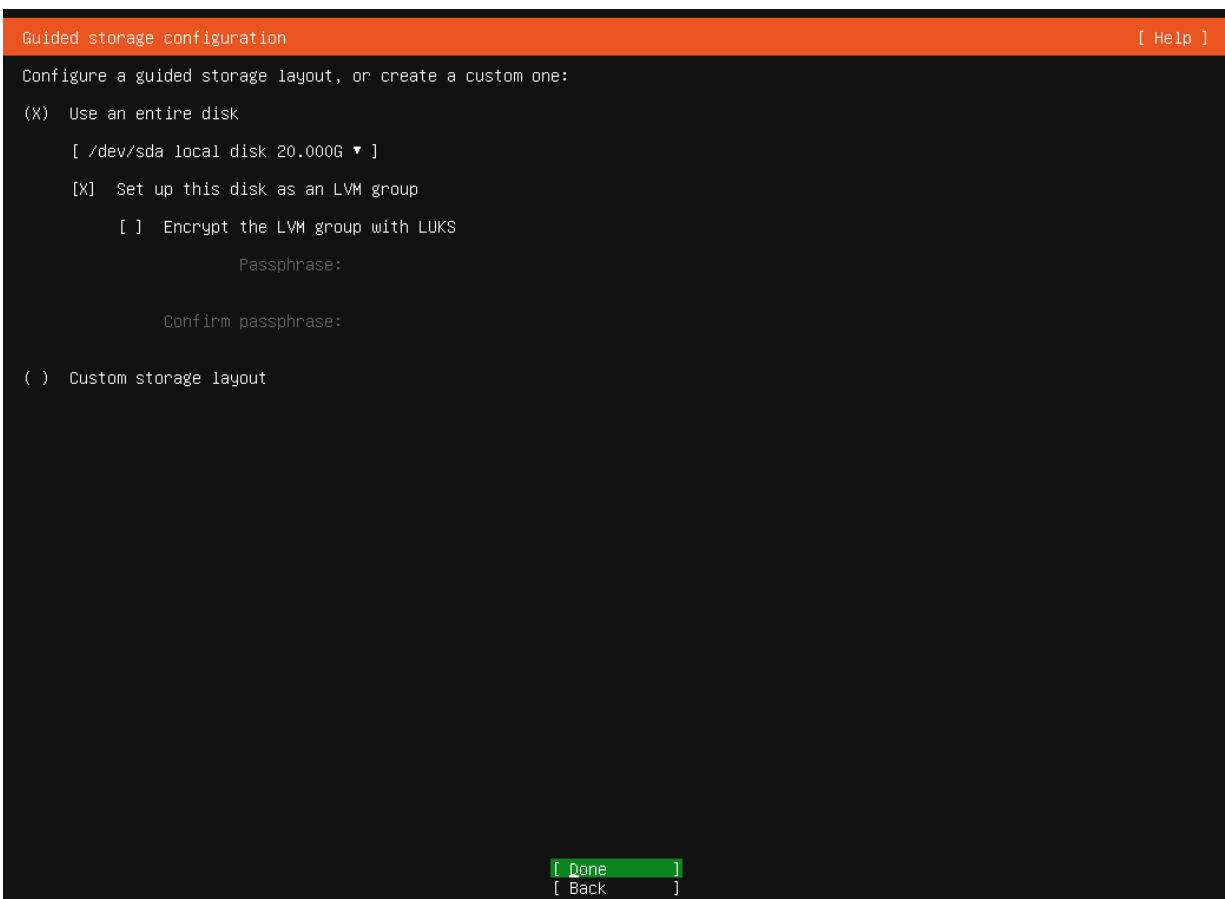 Guided storage configuration [ Help ]
Configure a guided storage layout, or create a custom one:
(X) Use an entire disk
[ /dev/sda local disk 20.000G ▾ ]
[X] Set up this disk as an LVM group
[ ] Encrypt the LVM group with LUKS
Passphrase:
Confirm passphrase:
( ) Custom storage layout
[ Done ]
[ Back ]